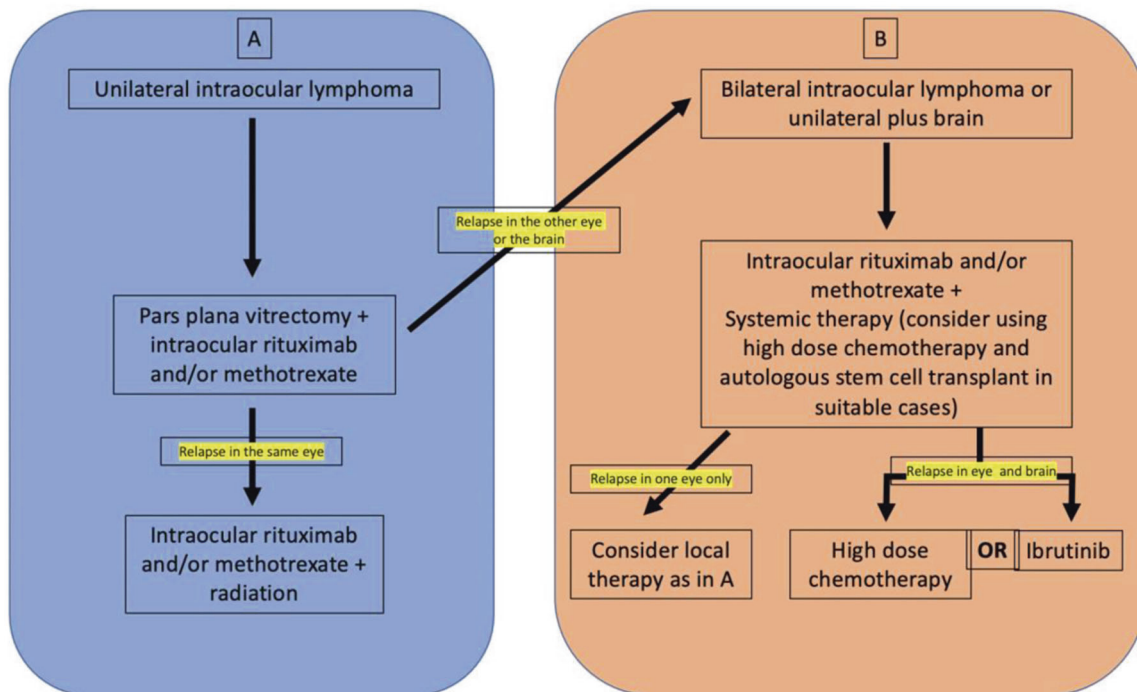 A
Unilateral intraocular lymphoma
Pars plana vitrectomy +
intraocular rituximab
and/or methotrexate
Relapse in the same eye
Intraocular rituximab
and/or methotrexate +
radiation
Relapse in the other eye
or the brain
B
Bilateral intraocular lymphoma or
unilateral plus brain
Intraocular rituximab and/or
methotrexate +
Systemic therapy (consider using
high dose chemotherapy and
autologous stem cell transplant in
suitable cases)
Relapse in one eye only
Consider local
therapy as in A
Relapse in eye and brain
High dose
chemotherapy
OR
Ibrutinib